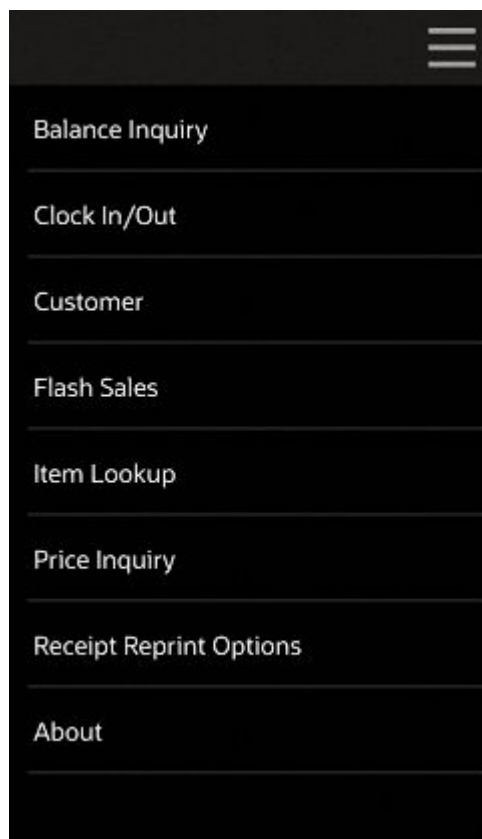 Balance Inquiry
Clock In/Out
Customer
Flash Sales
Item Lookup
Price Inquiry
Receipt Reprint Options
About